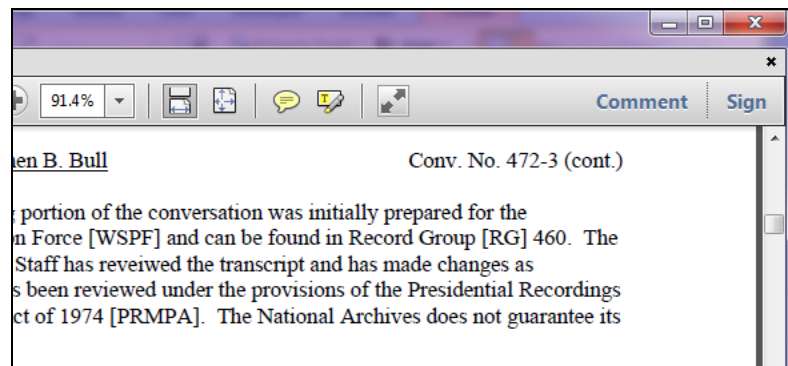 91.4%
Comment Sign
en B. Bull Conv. No. 472-3 (cont.)
portion of the conversation was initially prepared for the
n Force [WSPF] and can be found in Record Group [RG] 460. The
Staff has reveiwed the transcript and has made changes as
s been reviewed under the provisions of the Presidential Recordings
ct of 1974 [PRMPA]. The National Archives does not guarantee its